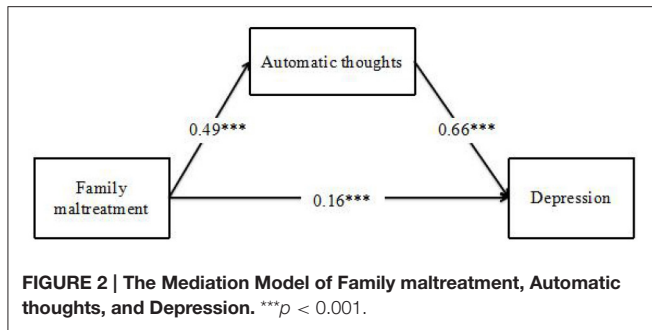 Automatic thoughts
0.49***
0.66***
Family
maltreatment
0.16***
Depression
FIGURE 2 | The Mediation Model of Family maltreatment, Automatic
thoughts, and Depression. ***p < 0.001.